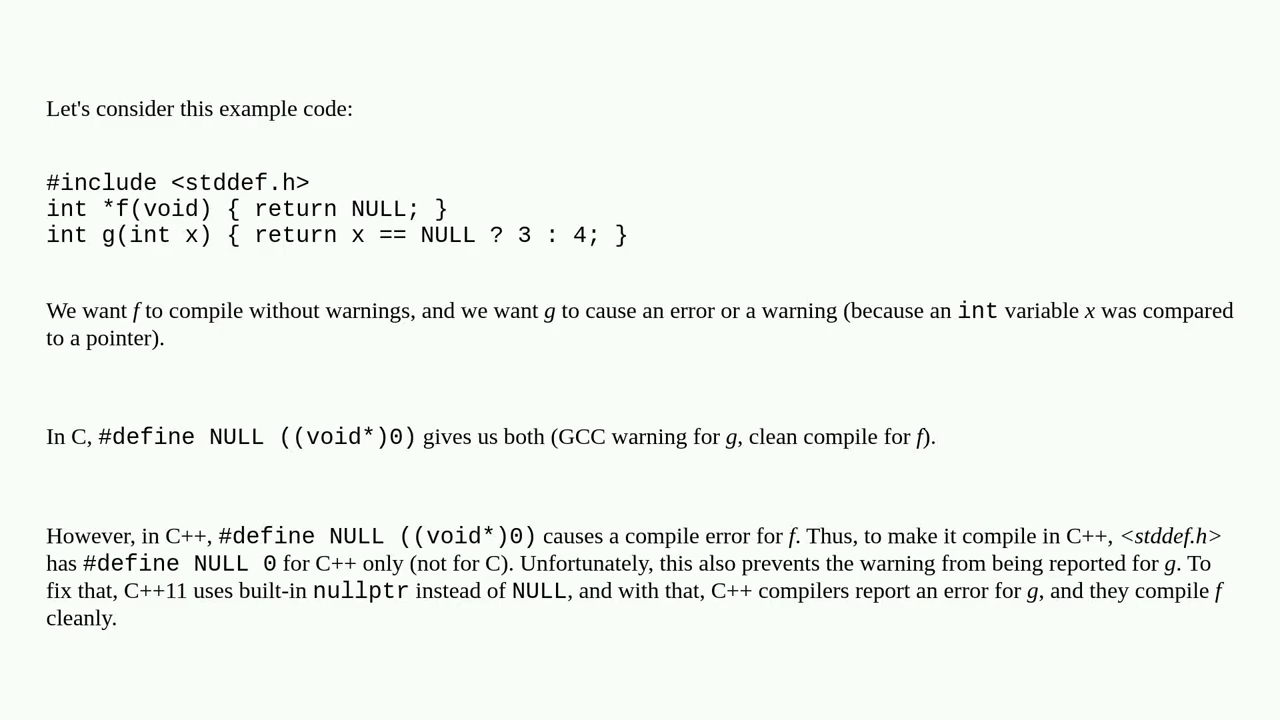 Let's consider this example code:
#include <stddef.h>
int *f(void) { return NULL; }
int g(int x) { return x == NULL ? 3 : 4; }
We want f to compile without warnings, and we want g to cause an error or a warning (because an int variable x was compared
to a pointer).
In C, #define NULL ((void*)0) gives us both (GCC warning for g, clean compile for f).
However, in C++, #define NULL ((void*)0) causes a compile error for f. Thus, to make it compile in C++, <stddef.h>
has #define NULL 0 for C++ only (not for C). Unfortunately, this also prevents the warning from being reported for g. To
fix that, C++11 uses built-in nullptr instead of NULL, and with that, C++ compilers report an error for g, and they compile f
cleanly.